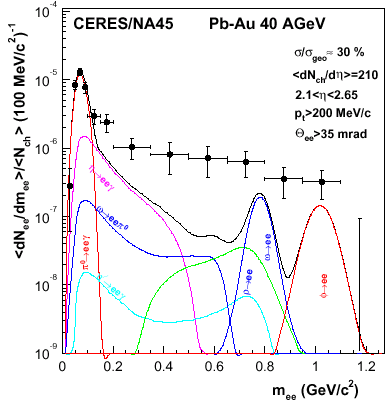 CERES/NA45 Pb-Au 40 AGeV
σ/σgeo ≈ 30 %
<dNch/dη>=210
2.1<η<2.65
pt>200 MeV/c
Θee>35 mrad
<dNee/dmee>/<Nch> (100 MeV/c²)⁻¹
10⁻⁴
10⁻⁵
10⁻⁶
10⁻⁷
10⁻⁸
10⁻⁹
η→eeγ
ω→eeπ⁰
π⁰→eeγ
ρ→ee
ω→ee
φ→ee
0 0.2 0.4 0.6 0.8 1 1.2
mee (GeV/c²)